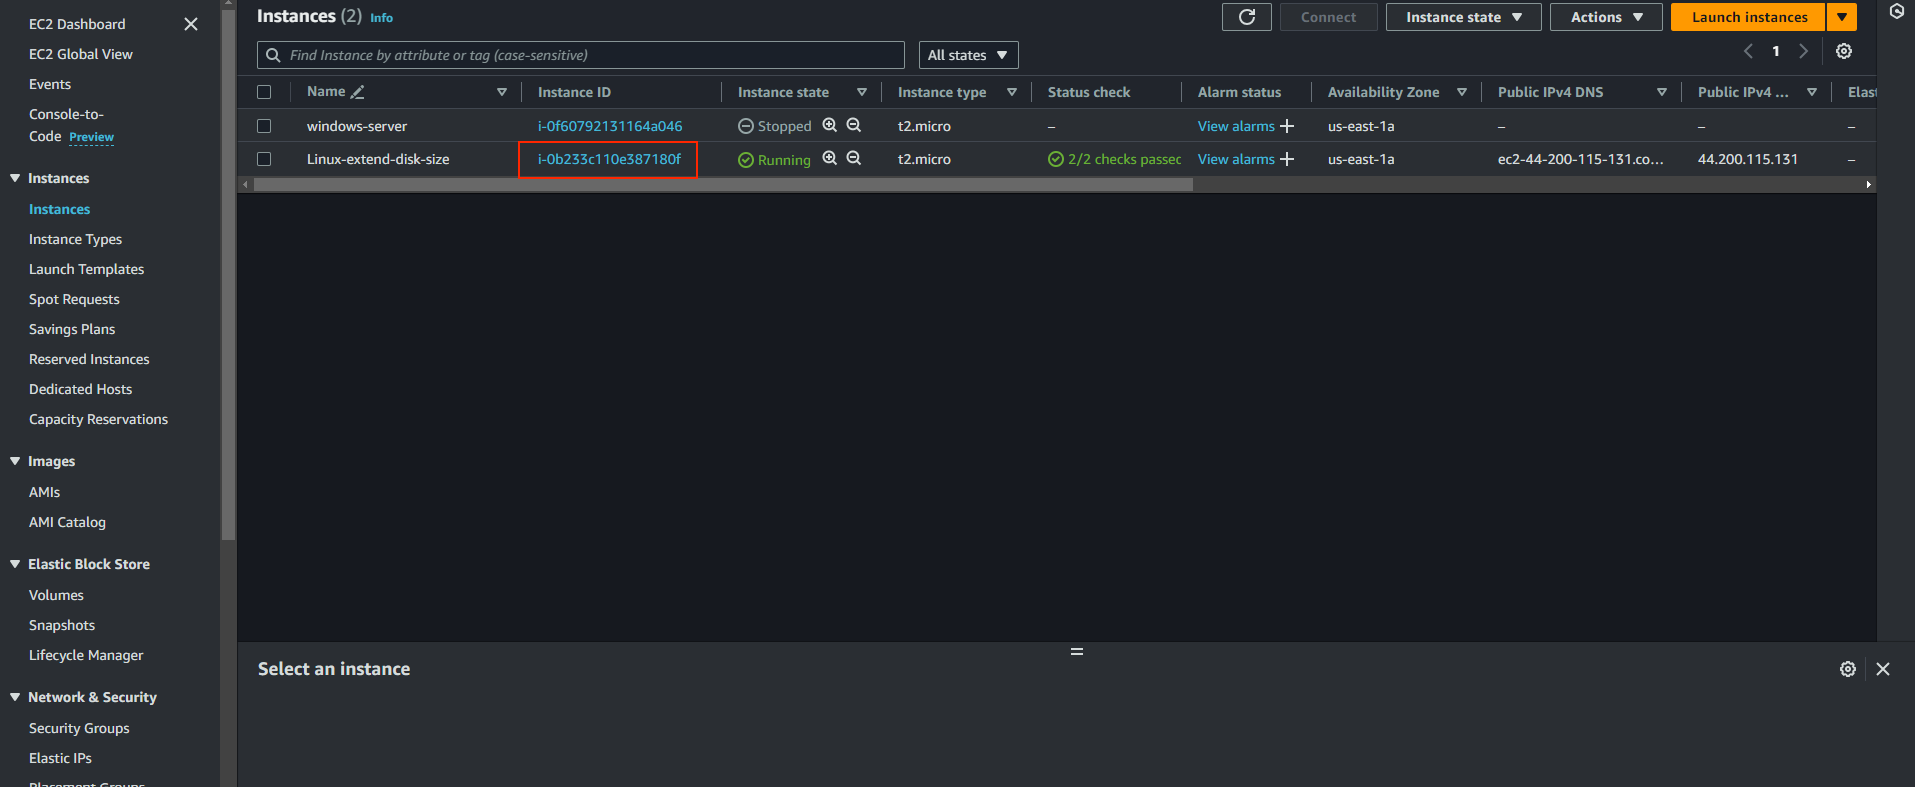 EC2 Dashboard
EC2 Global View
Events
Console-to-
Code Preview
Instances
Instances
Instance Types
Launch Templates
Spot Requests
Savings Plans
Reserved Instances
Dedicated Hosts
Capacity Reservations
Images
AMIs
AMI Catalog
Elastic Block Store
Volumes
Snapshots
Lifecycle Manager
Network & Security
Security Groups
Elastic IPs
Placement Groups
Instances (2) Info
Connect
Instance state
Actions
Launch instances
Find Instance by attribute or tag (case-sensitive)
All states
1
Name Instance ID Instance state Instance type Status check Alarm status Availability Zone Public IPv4 DNS Public IPv4 ... Elas
windows-server i-0f60792131164a046 Stopped t2.micro – View alarms us-east-1a – – –
Linux-extend-disk-size i-0b233c110e387180f Running t2.micro 2/2 checks passed View alarms us-east-1a ec2-44-200-115-131.co... 44.200.115.131 –
Select an instance